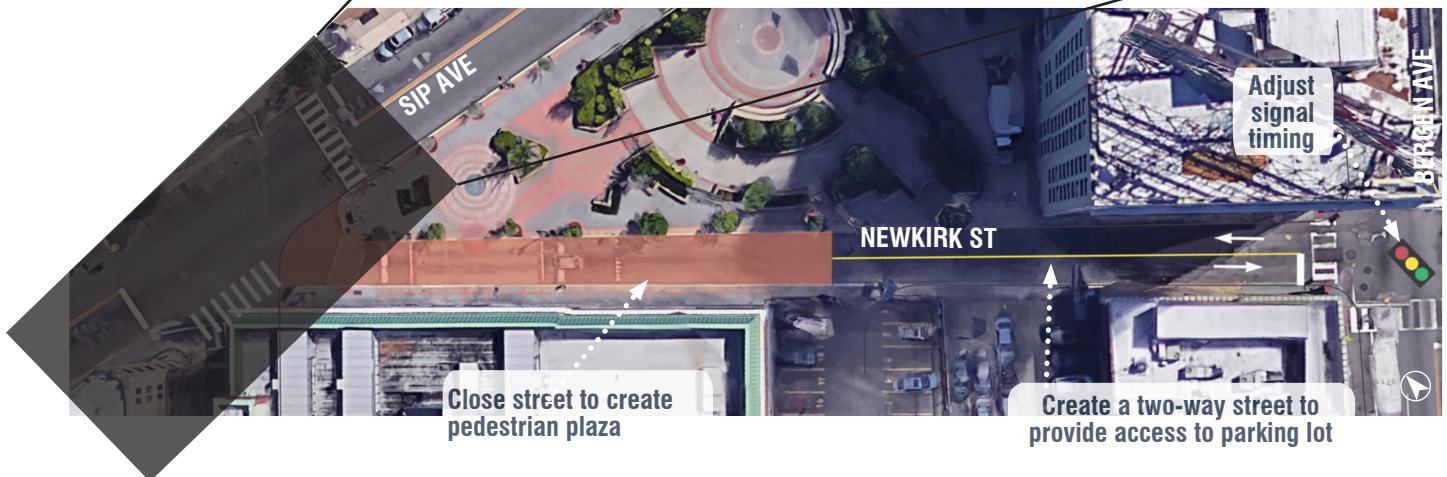 SIP AVE
BERGEN AVE
Adjust
signal
timing
NEWKIRK ST
Close street to create
pedestrian plaza
Create a two-way street to
provide access to parking lot